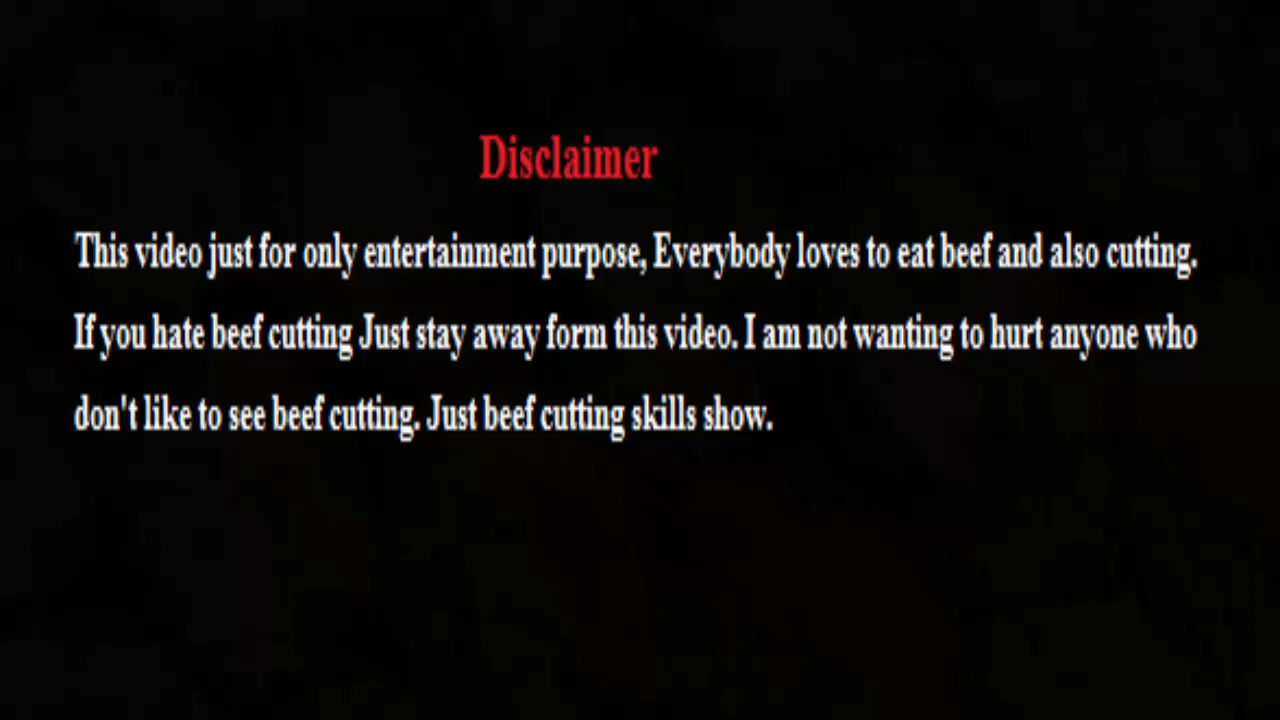 Disclaimer
This video just for only entertainment purpose, Everybody loves to eat beef and also cutting.
If you hate beef cutting Just stay away form this video. I am not wanting to hurt anyone who
don't like to see beef cutting. Just beef cutting skills show.